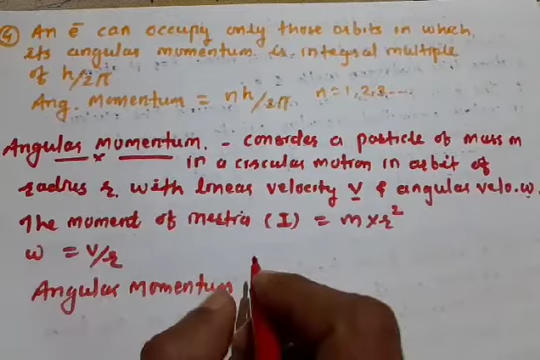 ④ An ē can occupy only those orbits in which
its angular momentum is integral multiple
of h/2π
Ang. Momentum = nh/2π. n=1,2,3....
Angular Momentum. - consider a particle of mass m
in a circular motion in orbit of
radius r. with linear velocity v & angular velo. ω.
The moment of inertia (I) = m×r²
ω = v/r
Angular Momentum